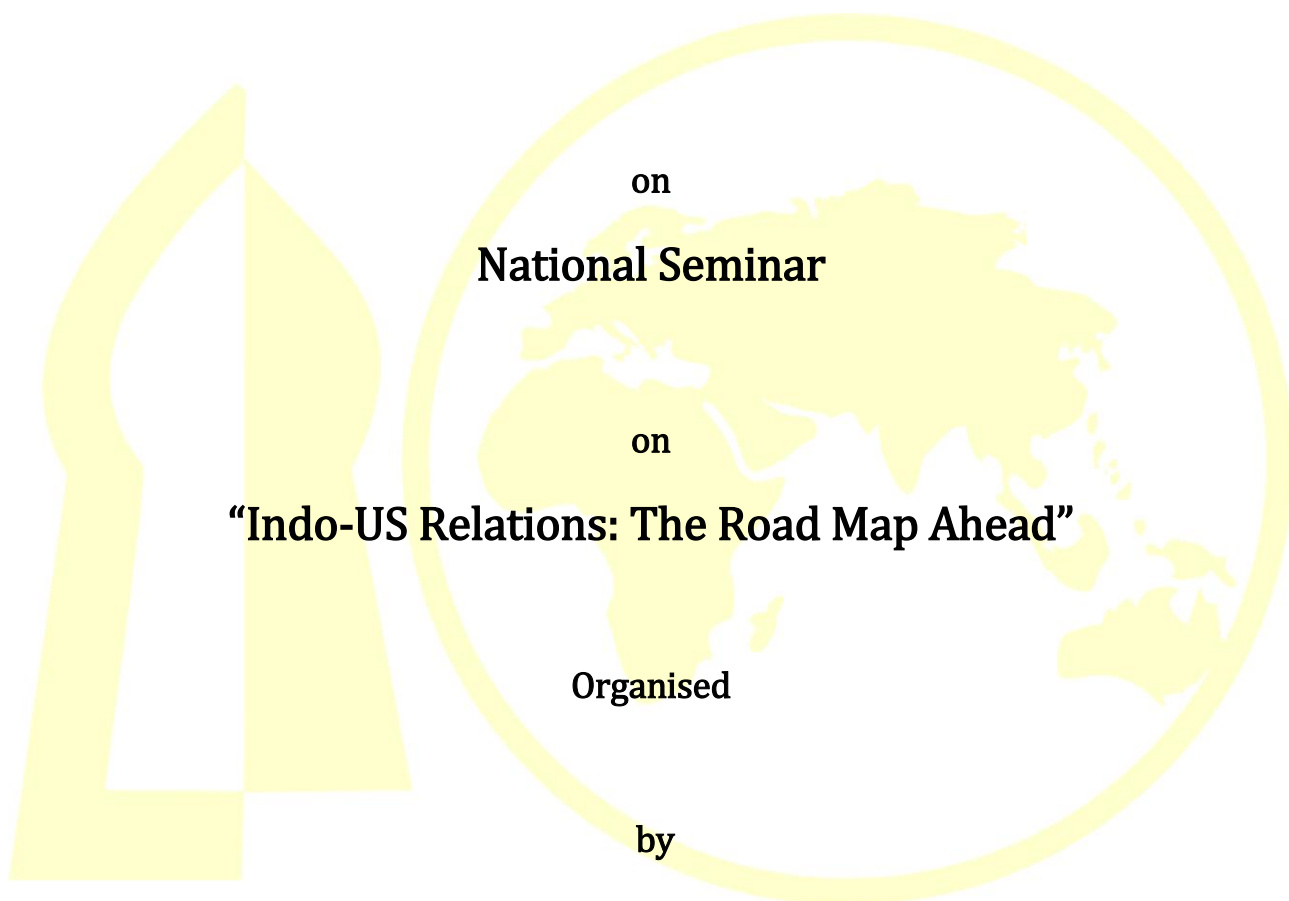 on
National Seminar
on
“Indo-US Relations: The Road Map Ahead”
Organised
by